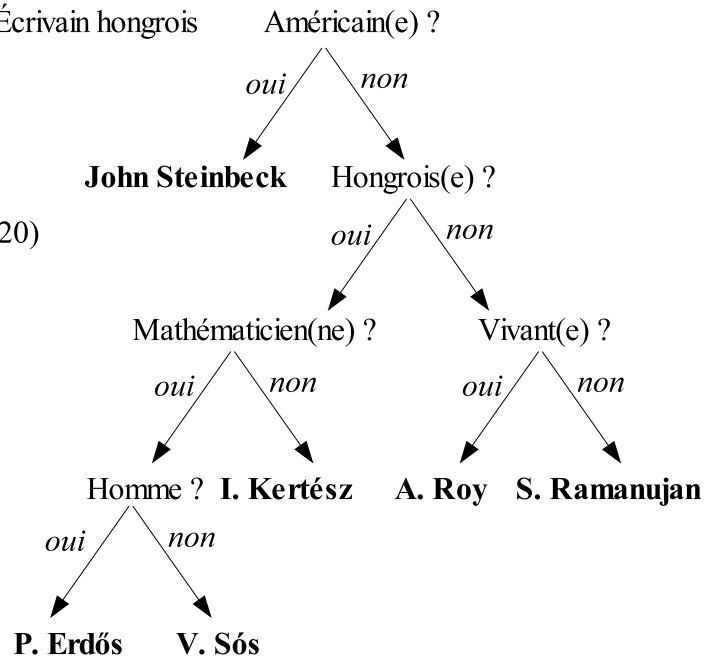 Écrivain hongrois Américain(e) ?
oui non
John Steinbeck Hongrois(e) ?
20)
oui non
Mathématicien(ne) ? Vivant(e) ?
oui non oui non
Homme ? I. Kertész A. Roy S. Ramanujan
oui non
P. Erdős V. Sós